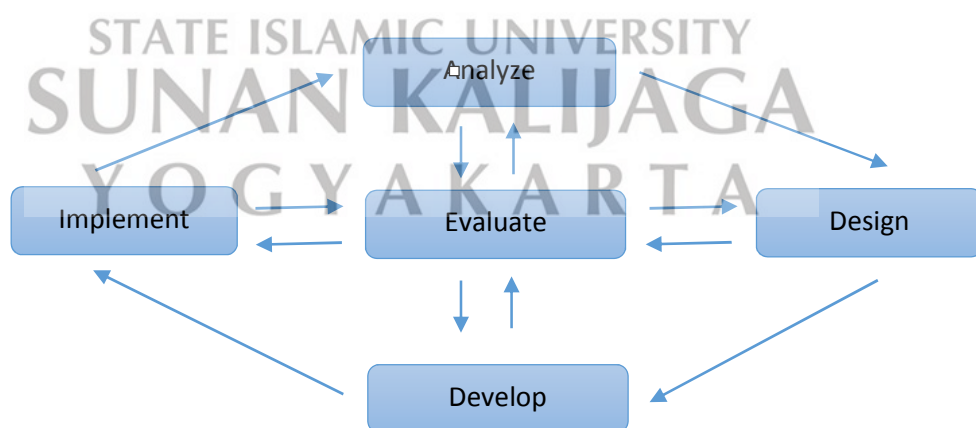 STATE ISLAMIC UNIVERSITY
Analyze
SUNAN KALIJAGA
YOGYAKARTA
Implement
Evaluate
Design
Develop